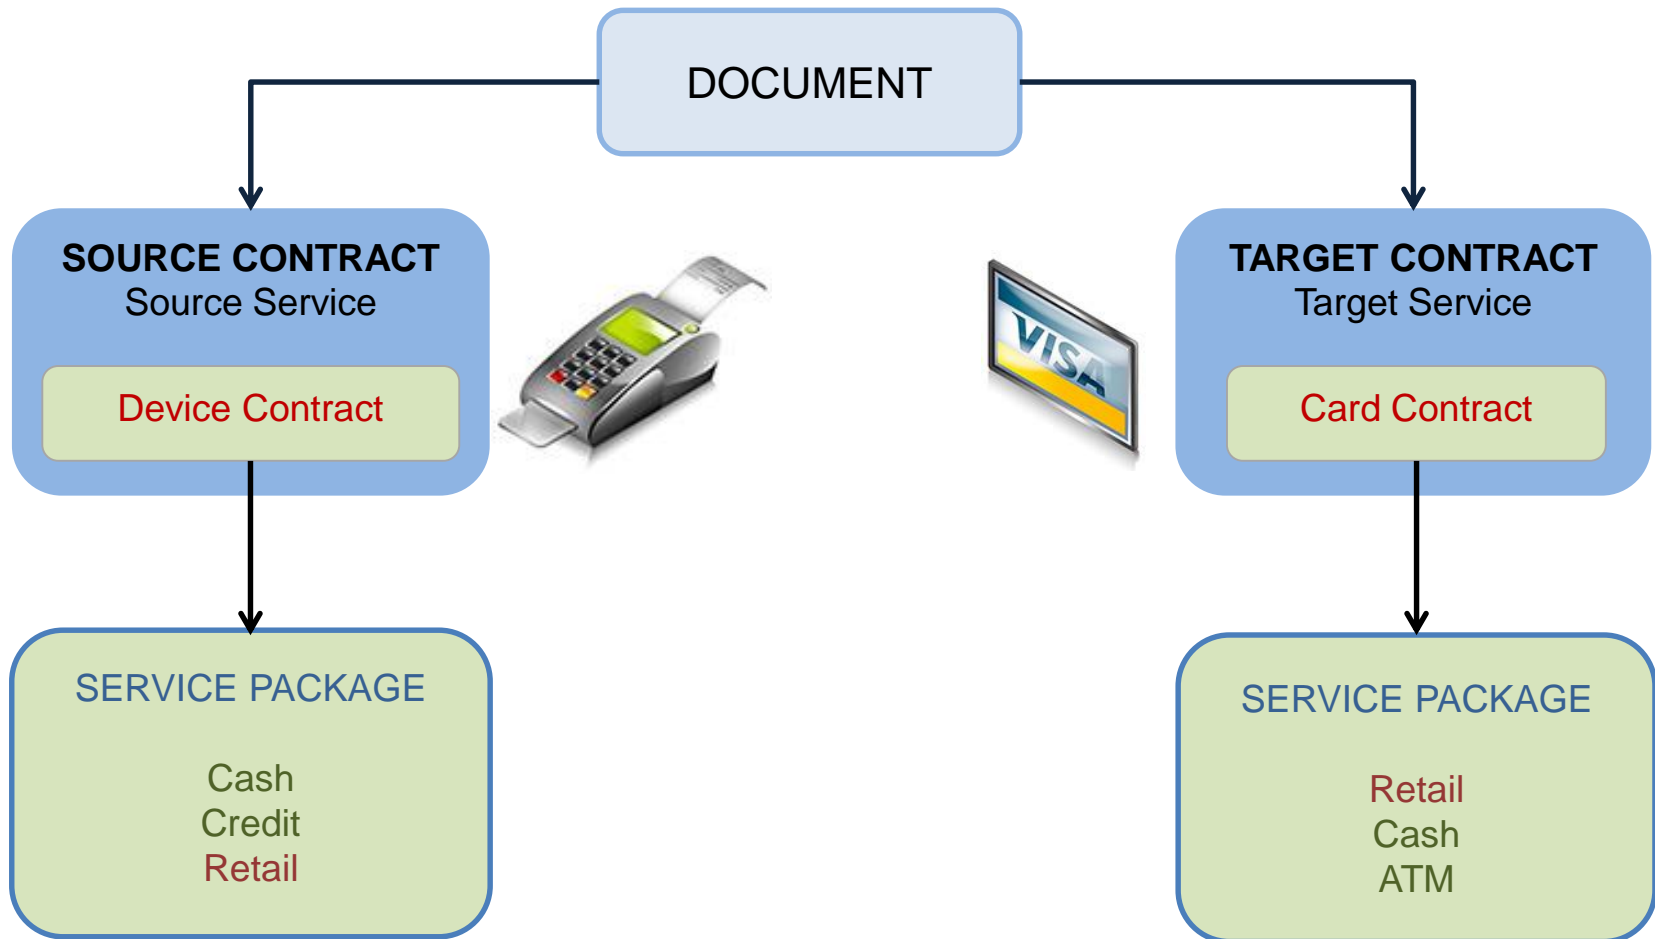 DOCUMENT
SOURCE CONTRACT
Source Service
Device Contract
VISA
TARGET CONTRACT
Target Service
Card Contract
SERVICE PACKAGE
Cash
Credit
Retail
SERVICE PACKAGE
Retail
Cash
ATM